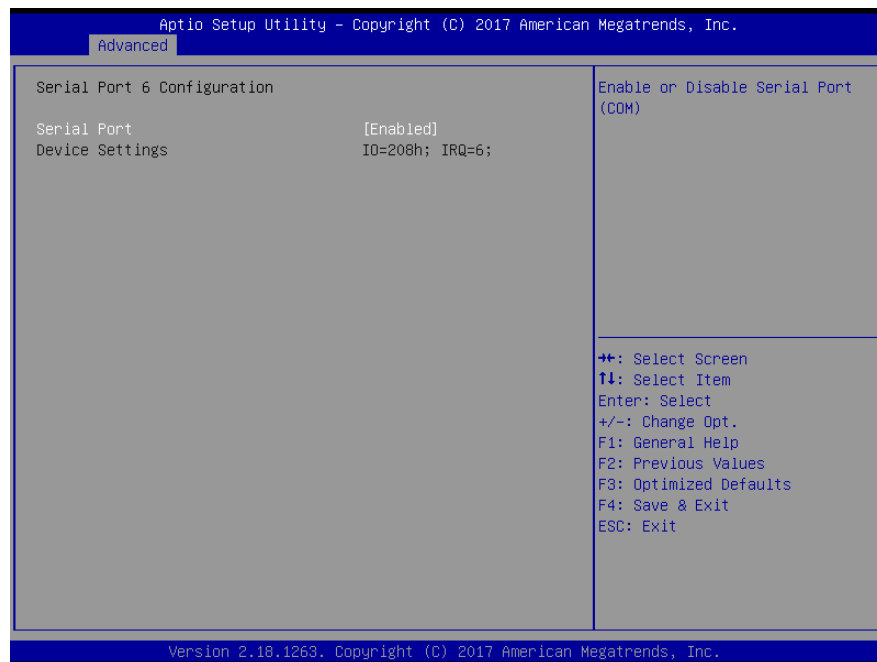 Aptio Setup Utility – Copyright (C) 2017 American Megatrends, Inc.
Advanced
Serial Port 6 Configuration
Serial Port [Enabled]
Device Settings IO=208h; IRQ=6;
Enable or Disable Serial Port
(COM)
→←: Select Screen
↑↓: Select Item
Enter: Select
+/-: Change Opt.
F1: General Help
F2: Previous Values
F3: Optimized Defaults
F4: Save & Exit
ESC: Exit
Version 2.18.1263. Copyright (C) 2017 American Megatrends, Inc.